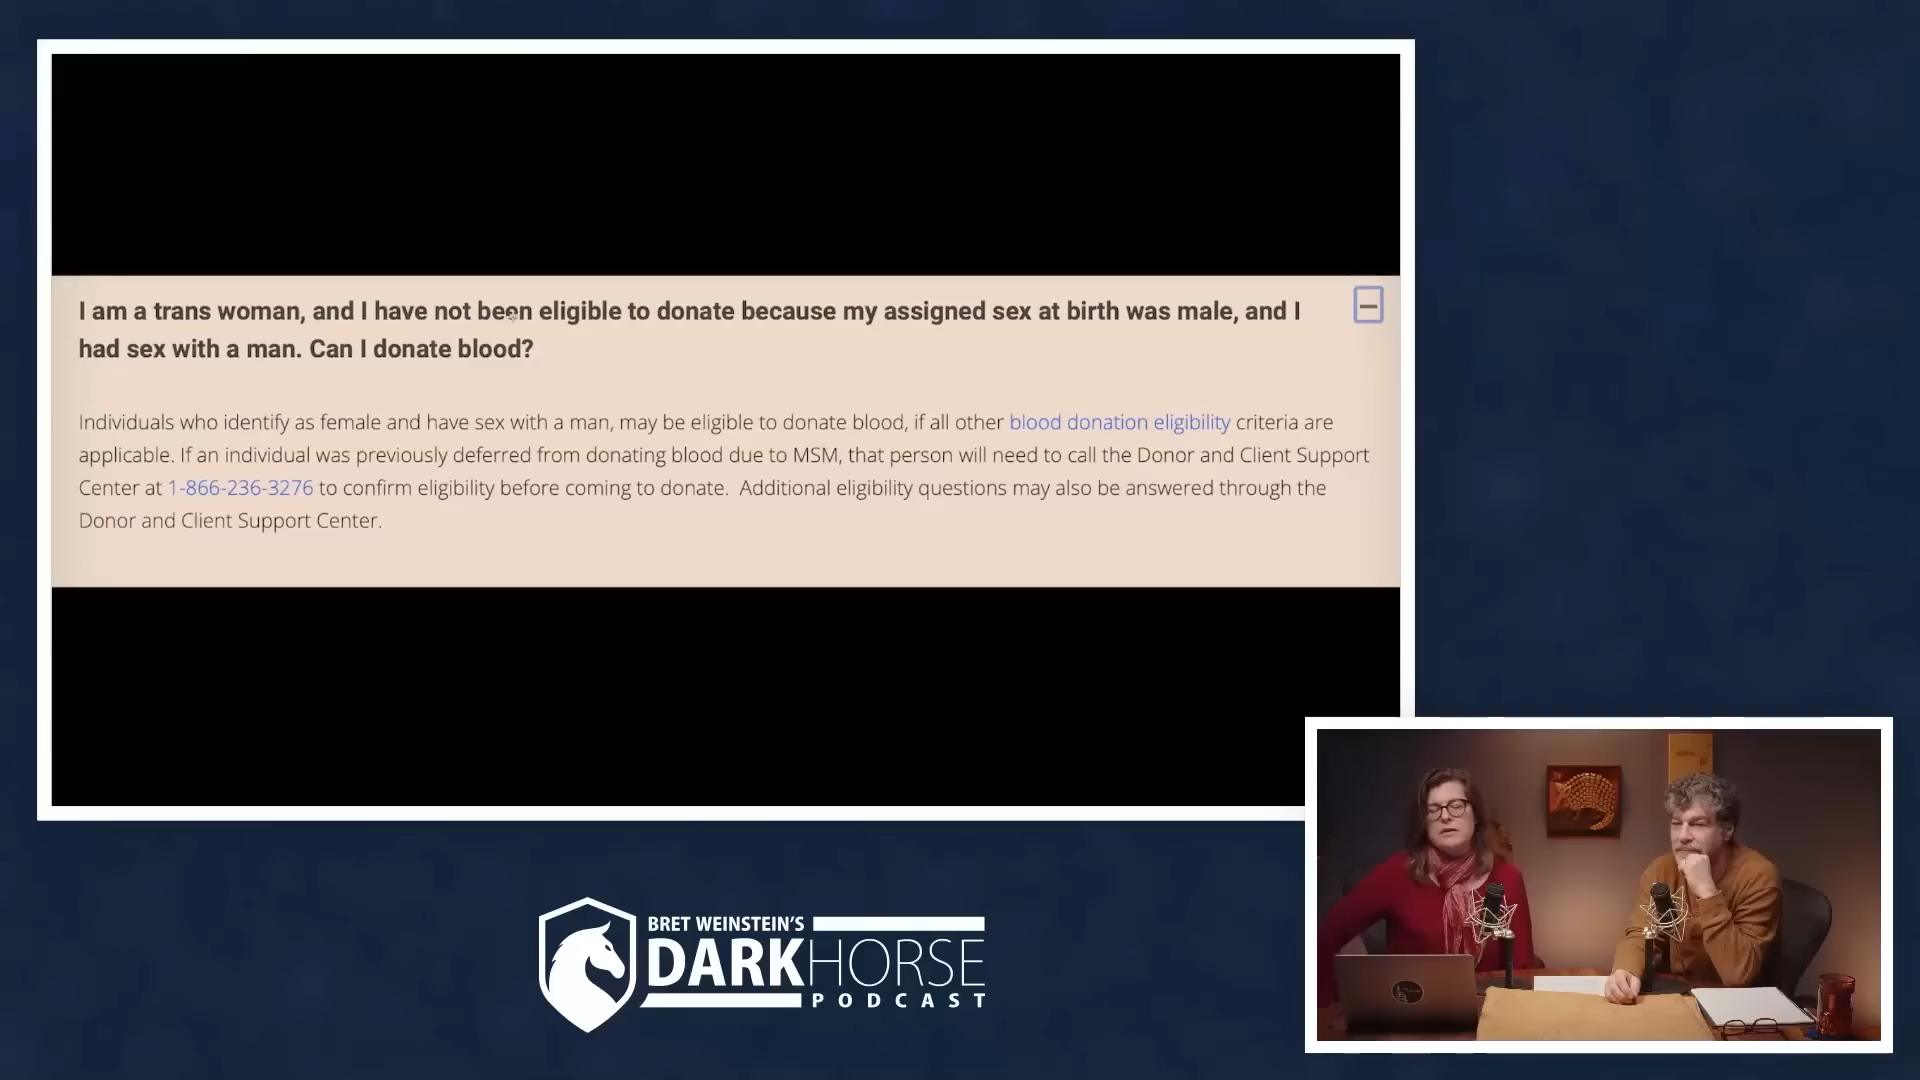 I am a trans woman, and I have not been eligible to donate because my assigned sex at birth was male, and I
had sex with a man. Can I donate blood?
Individuals who identify as female and have sex with a man, may be eligible to donate blood, if all other blood donation eligibility criteria are
applicable. If an individual was previously deferred from donating blood due to MSM, that person will need to call the Donor and Client Support
Center at 1-866-236-3276 to confirm eligibility before coming to donate.  Additional eligibility questions may also be answered through the
Donor and Client Support Center.
BRET WEINSTEIN'S
DARKHORSE
PODCAST